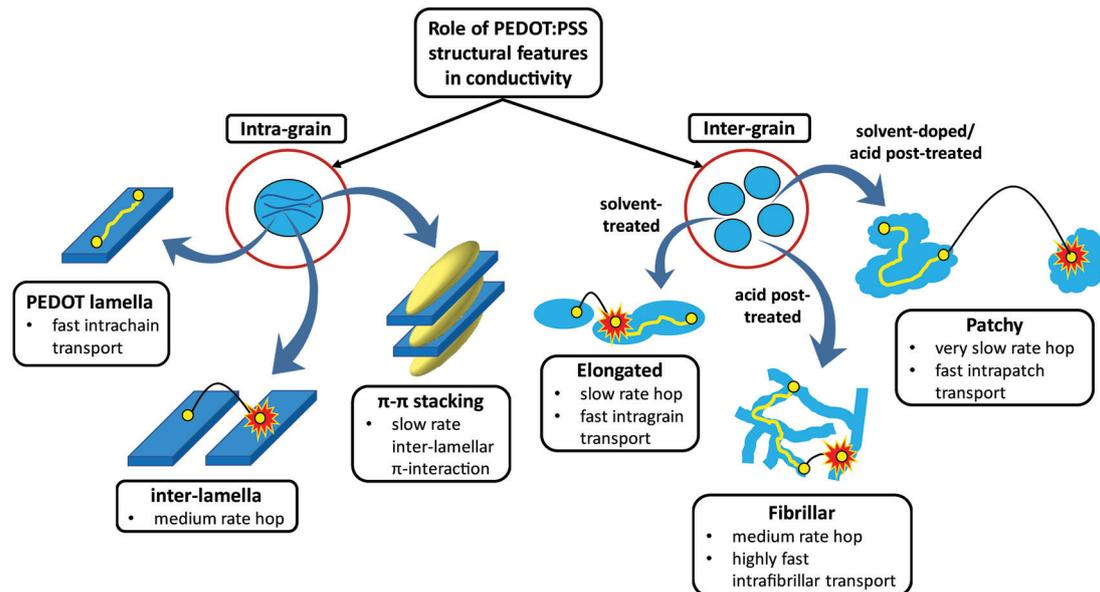 Role of PEDOT:PSS
structural features
in conductivity
Intra-grain
Inter-grain
solvent-doped/
acid post-treated
solvent-
treated
acid post-
treated
PEDOT lamella
• fast intrachain
transport
inter-lamella
• medium rate hop
π-π stacking
• slow rate
inter-lamellar
π-interaction
Elongated
• slow rate hop
• fast intragrain
transport
Fibrillar
• medium rate hop
• highly fast
intrafibrillar transport
Patchy
• very slow rate hop
• fast intrapatch
transport